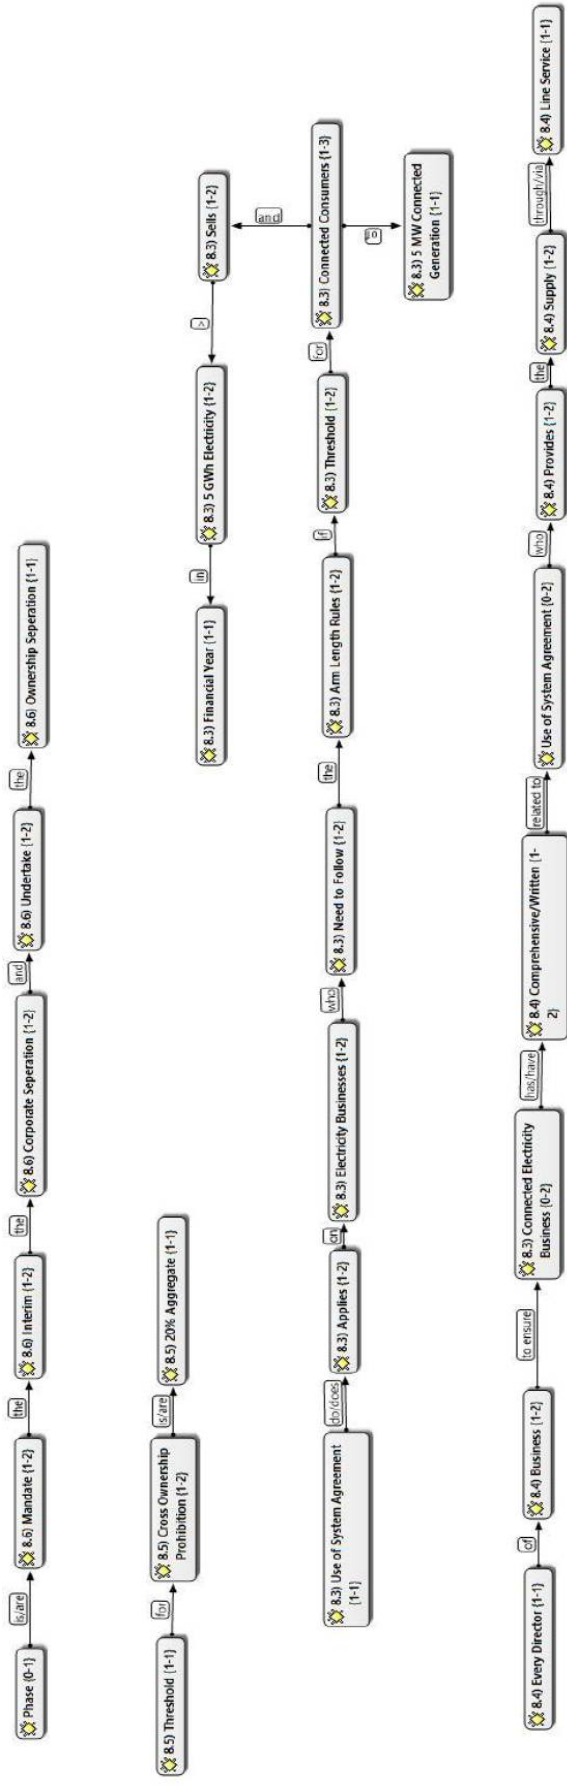 Phase {0-1}
is/are
8.6) Mandate {1-2}
the
8.6) Interim {1-2}
the
8.6) Corporate Seperation {1-2}
and
8.6) Undertake {1-2}
the
8.6) Ownership Seperation {1-1}
8.5) Threshold {1-1}
for
8.5) Cross Ownership
Prohibition {1-2}
is/are
8.5) 20% Aggregate {1-1}
8.3) Financial Year {1-1}
in
8.3) 5 GWh Electricity {1-2}
>
8.3) Sells {1-2}
and
8.3) Use of System Agreement
{1-1}
do/does
8.3) Applies {1-2}
on
8.3) Electricity Businesses {1-2}
who
8.3) Need to Follow {1-2}
the
8.3) Arm Length Rules {1-2}
if
8.3) Threshold {1-2}
for
8.3) Connected Consumers {1-3}
8.3) 5 MW Connected
Generation {1-1}
8.4) Every Director {1-1}
of
8.4) Business {1-2}
to ensure
8.3) Connected Electricity
Business {0-2}
has/have
8.4) Comprehensive/Written {1-
2}
related to
Use of System Agreement {0-2}
who
8.4) Provides {1-2}
the
8.4) Supply {1-2}
through/via
8.4) Line Service {1-1}